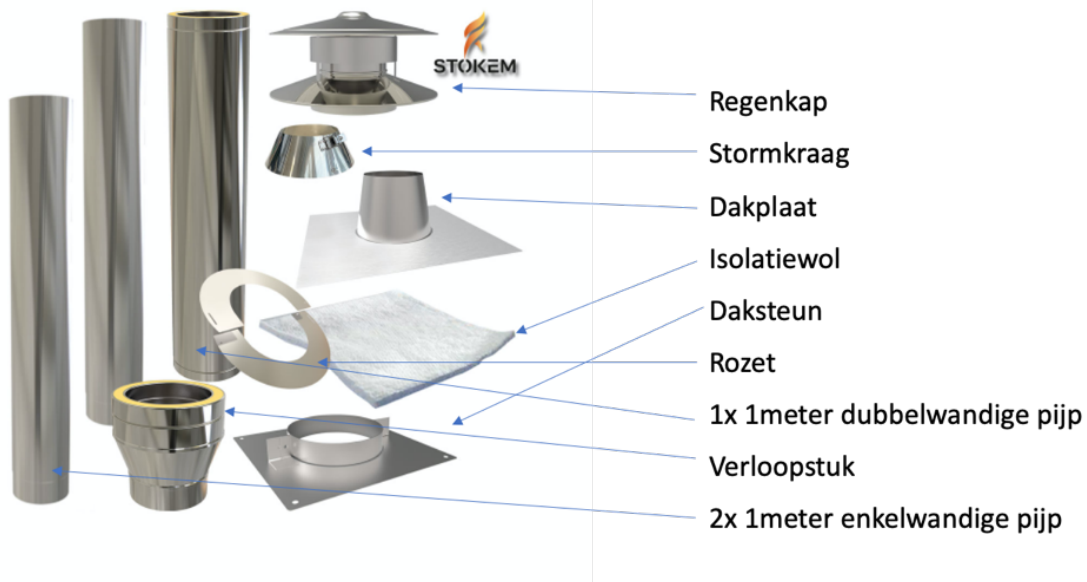 STOKEM
Regenkap
Stormkraag
Dakplaat
Isolatiewol
Daksteun
Rozet
1x 1meter dubbelwandige pijp
Verloopstuk
2x 1meter enkelwandige pijp